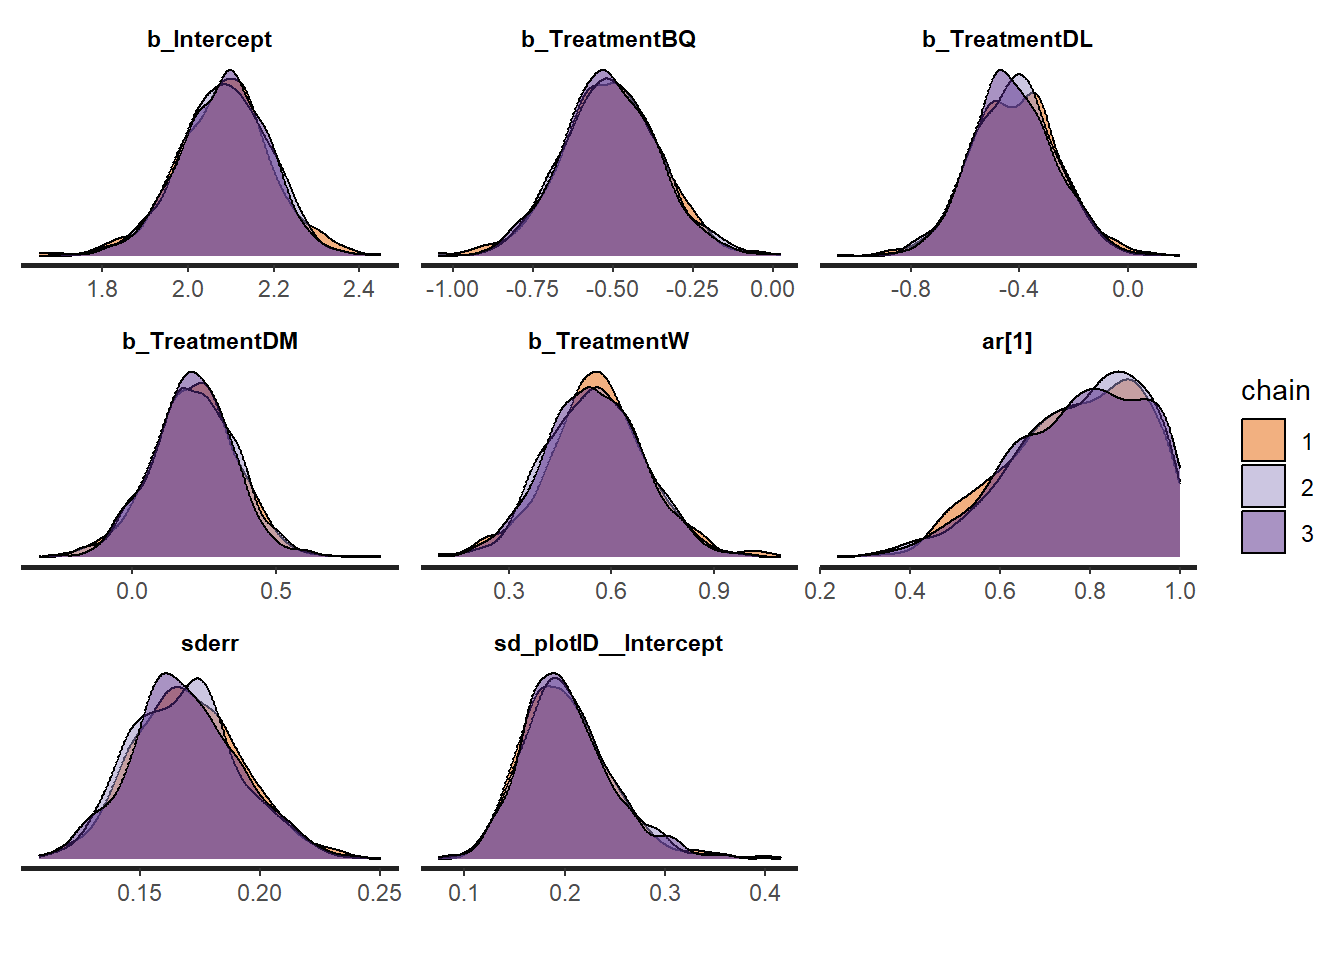 b_Intercept b_TreatmentBQ b_TreatmentDL
1.8 2.0 2.2 2.4 -1.00 -0.75 -0.50 -0.25 0.00 -0.8 -0.4 0.0
b_TreatmentDM b_TreatmentW ar[1]
0.0 0.5 0.3 0.6 0.9 0.2 0.4 0.6 0.8 1.0
chain
1
2
3
sderr sd_plotID__Intercept
0.15 0.20 0.25 0.1 0.2 0.3 0.4